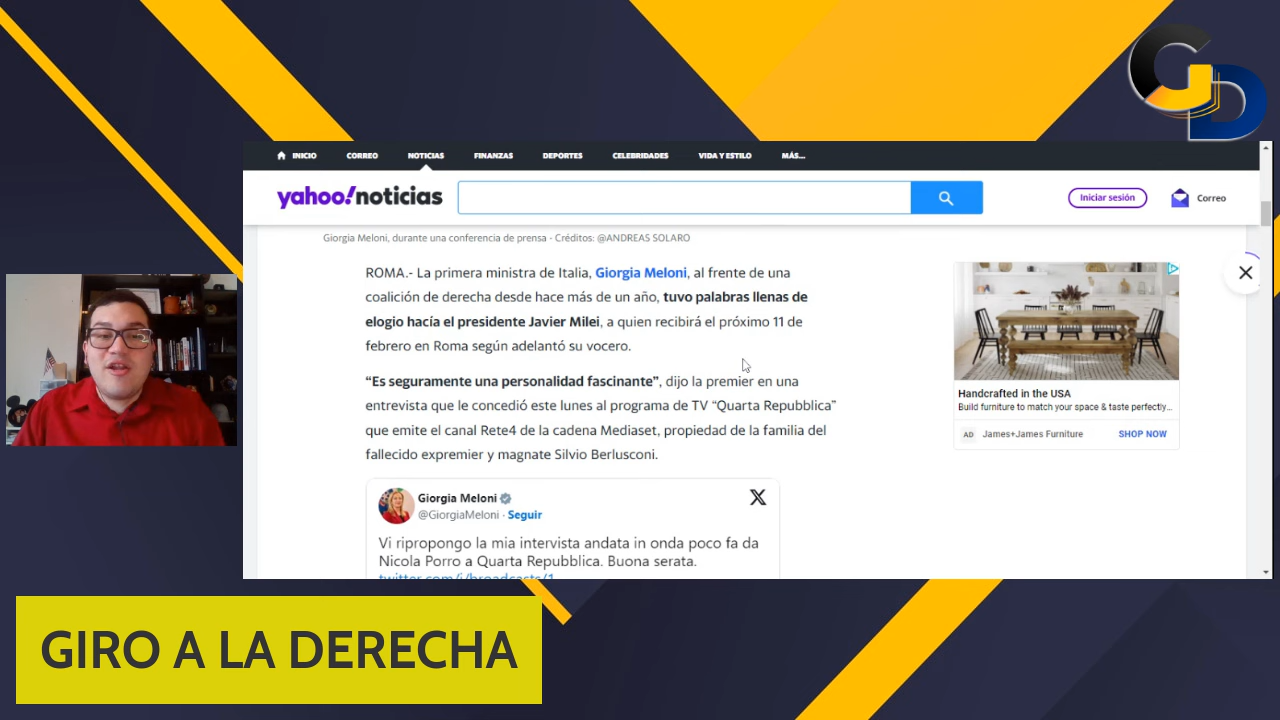 GD
INICIO CORREO NOTICIAS FINANZAS DEPORTES CELEBRIDADES VIDA Y ESTILO MÁS...
yahoo!noticias
Iniciar sesión
Correo
Giorgia Meloni, durante una conferencia de prensa - Créditos: @ANDREAS SOLARO
ROMA.- La primera ministra de Italia, Giorgia Meloni, al frente de una
coalición de derecha desde hace más de un año, tuvo palabras llenas de
elogio hacía el presidente Javier Milei, a quien recibirá el próximo 11 de
febrero en Roma según adelantó su vocero.
“Es seguramente una personalidad fascinante”, dijo la premier en una
entrevista que le concedió este lunes al programa de TV “Quarta Repubblica”
que emite el canal Rete4 de la cadena Mediaset, propiedad de la familia del
fallecido expremier y magnate Silvio Berlusconi.
Giorgia Meloni
@GiorgiaMeloni · Seguir
Vi ripropongo la mia intervista andata in onda poco fa da
Nicola Porro a Quarta Repubblica. Buona serata.
twitter.com/i/broadcasts/1...
Handcrafted in the USA
Build furniture to match your space & taste perfectly...
AD James+James Furniture SHOP NOW
GIRO A LA DERECHA